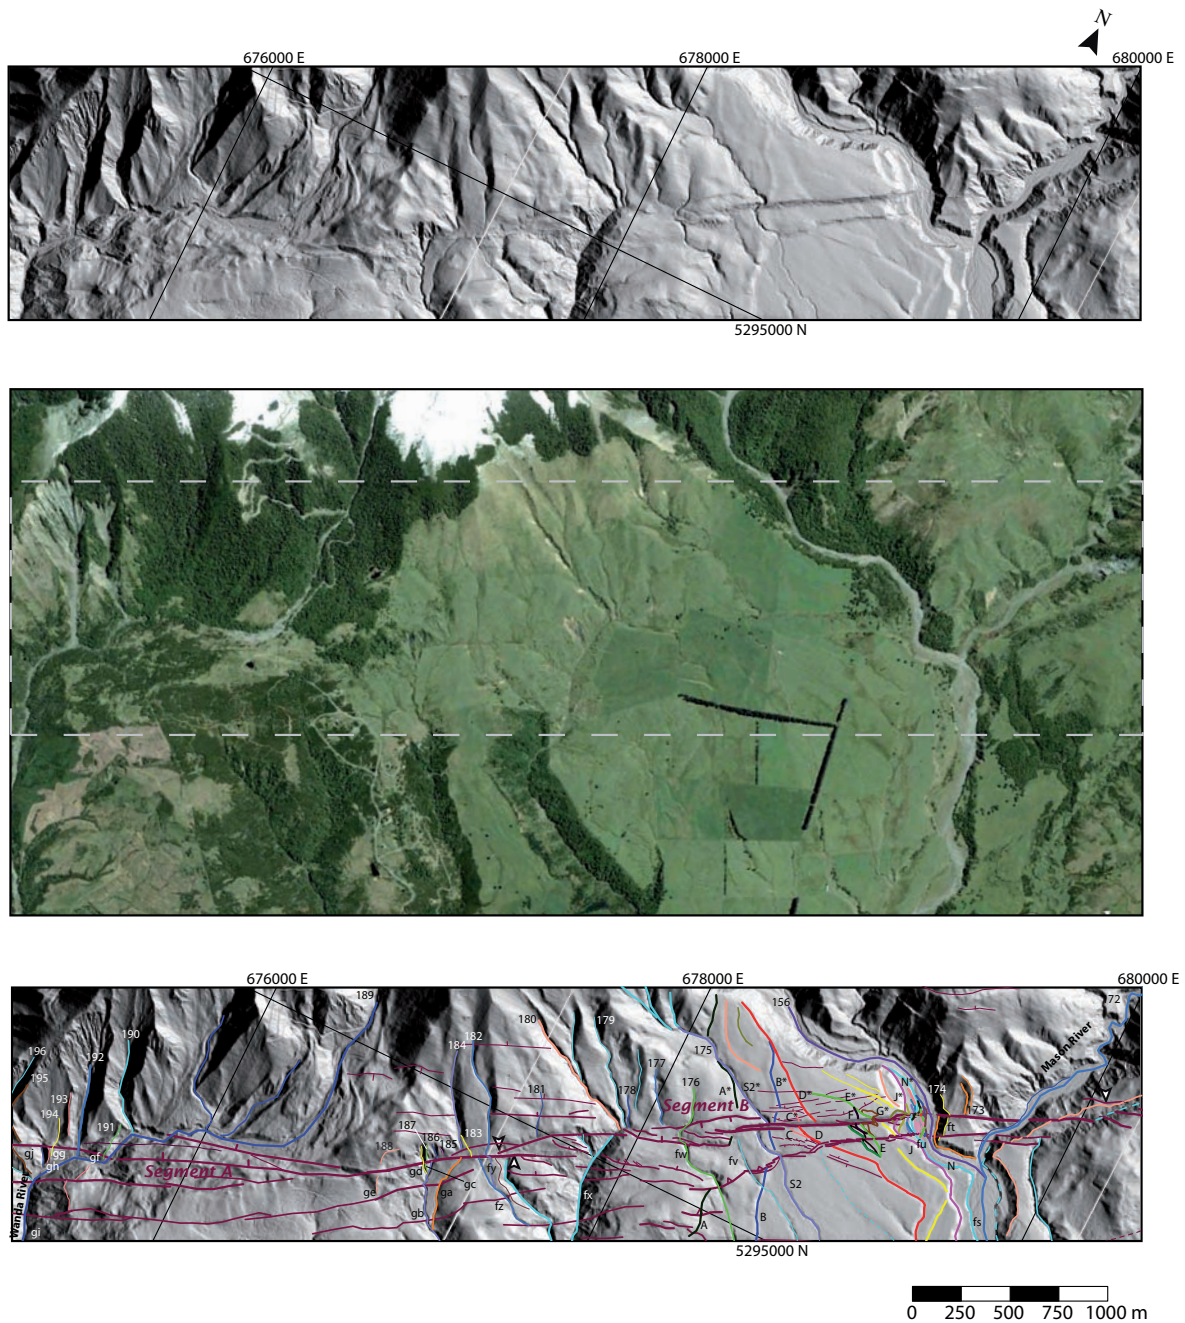 N
676000 E
678000 E
680000 E
5295000 N
676000 E
678000 E
680000 E
189
190
192
196
195
193
194
191
gj
gg
gh
gf
Segment A
Wanda River
gi
182
184
180
179
181
178
177
176
175
187
186
188
185
183
gd
ge
gb
ga
gc
fy
fz
fx
156
172
Mason River
Segment B
A*
S2*
B*
D*
C*
E*
F
G*
J*
N*
174
173
ft
fu
fw
fv
C
D
E
J
N
S2
A
B
fs
5295000 N
0 250 500 750 1000 m